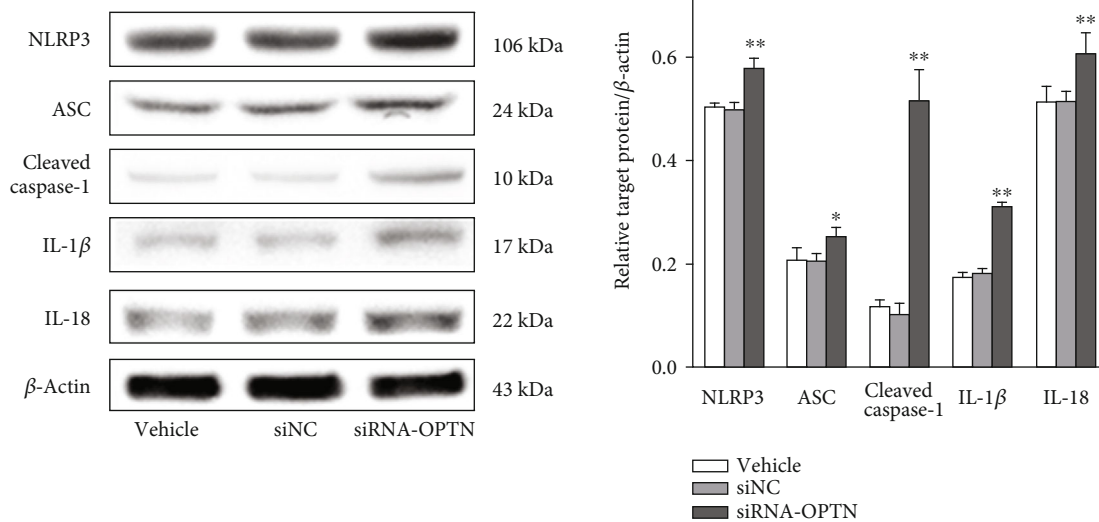 NLRP3
106 kDa
ASC
24 kDa
Cleaved
caspase-1
10 kDa
IL-1β
17 kDa
IL-18
22 kDa
β-Actin
43 kDa
Vehicle siNC siRNA-OPTN
Relative target protein/β-actin
0.6
0.4
0.2
0.0
**
*
**
**
**
NLRP3 ASC Cleaved IL-1β IL-18
caspase-1
Vehicle
siNC
siRNA-OPTN